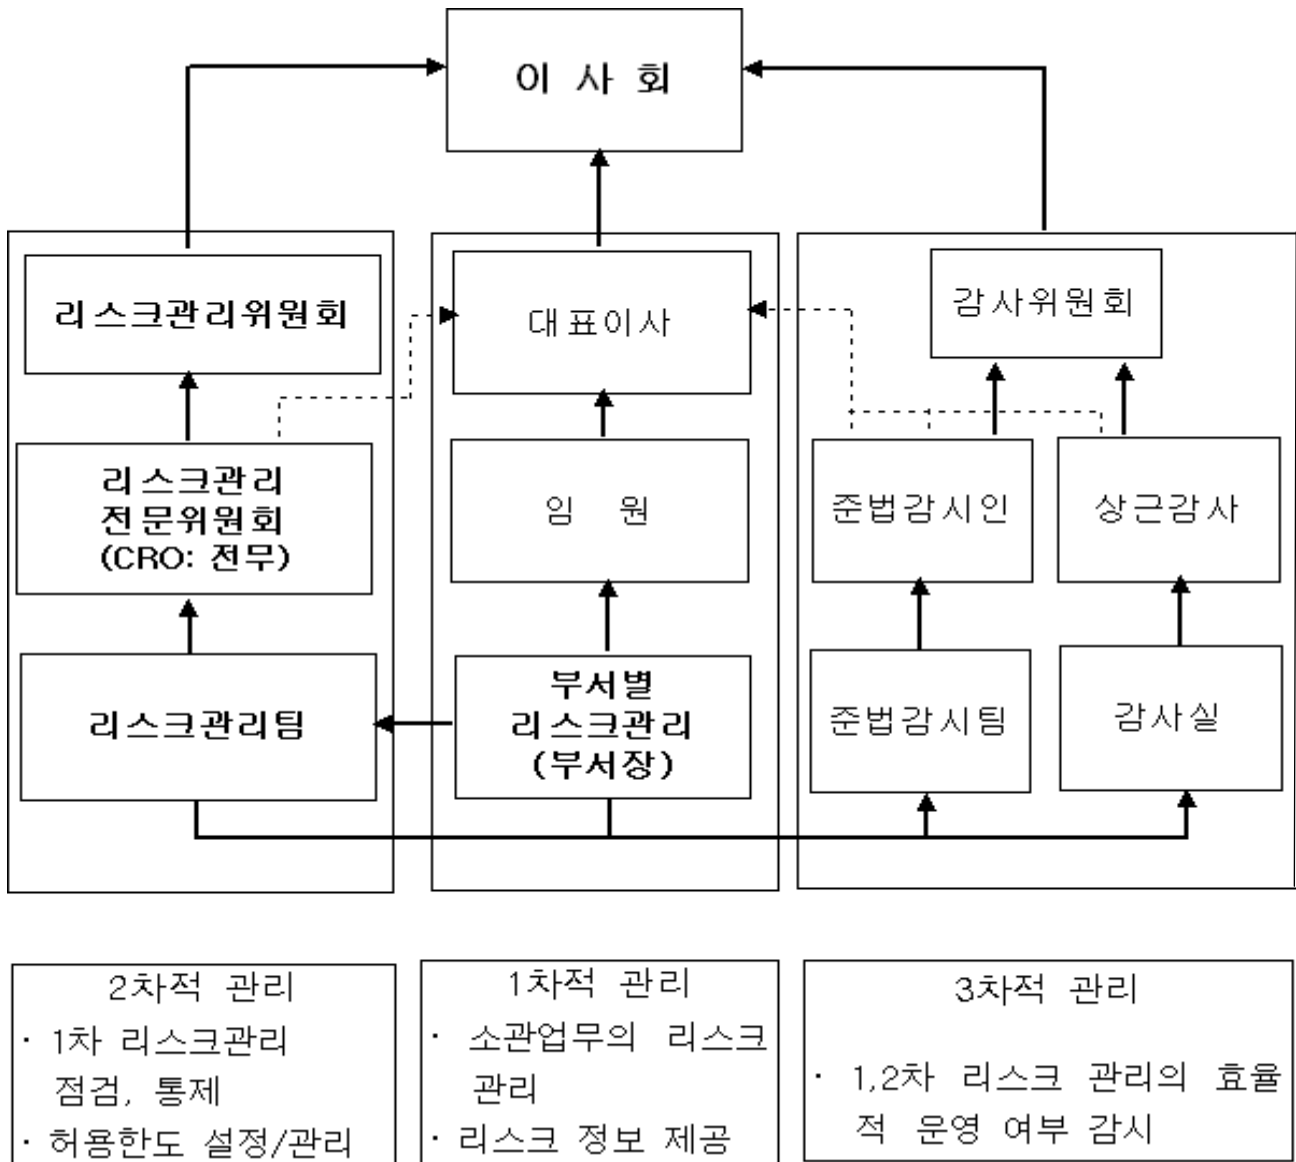 이 사 회
리스크관리위원회
대표이사
감사위원회
리스크관리
전문위원회
(CRO: 전무)
임 원
준법감시인
상근감사
리스크관리팀
부서별
리스크관리
(부서장)
준법감시팀
감사실
2차적 관리
· 1차 리스크관리
점검, 통제
· 허용한도 설정/관리
1차적 관리
· 소관업무의 리스크
관리
· 리스크 정보 제공
3차적 관리
· 1,2차 리스크 관리의 효율
적 운영 여부 감시